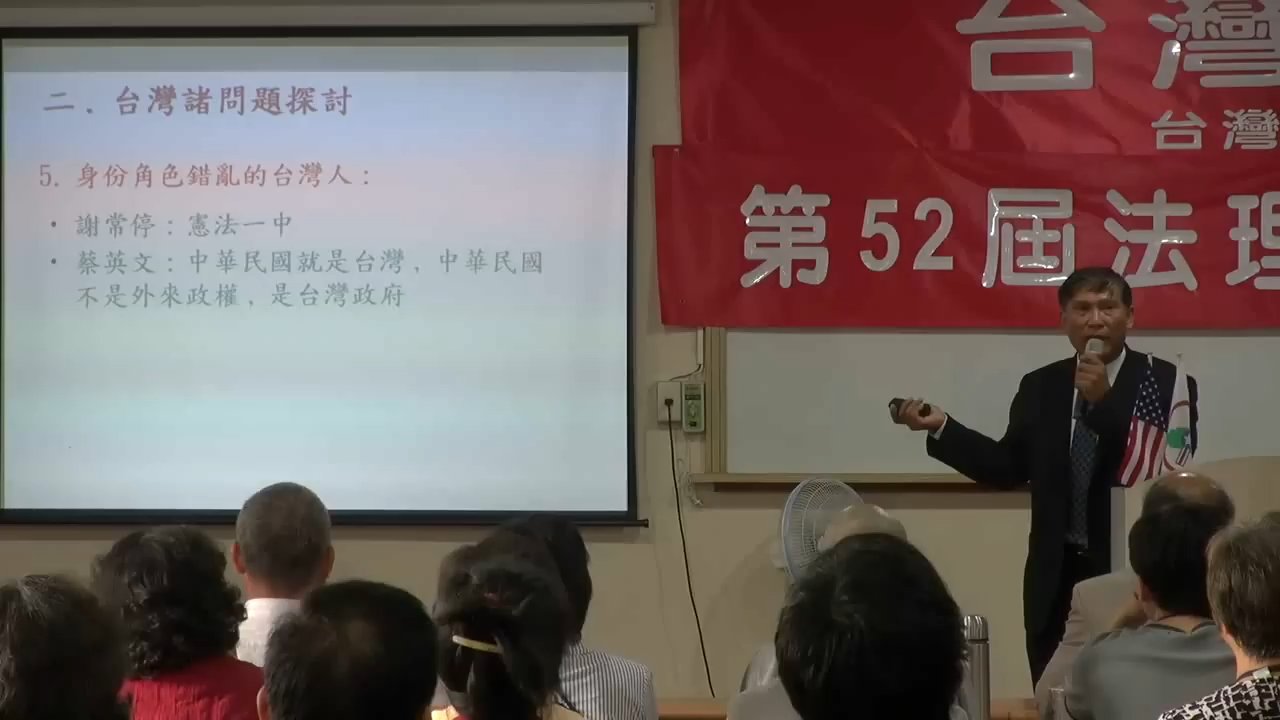 二 . 台灣諸問題探討
5. 身份角色錯亂的台灣人 :
• 謝常停 : 憲法一中
• 蔡英文 : 中華民國就是台灣 , 中華民國
不是外來政權 , 是台灣政府
台灣
台灣
第52屆法理